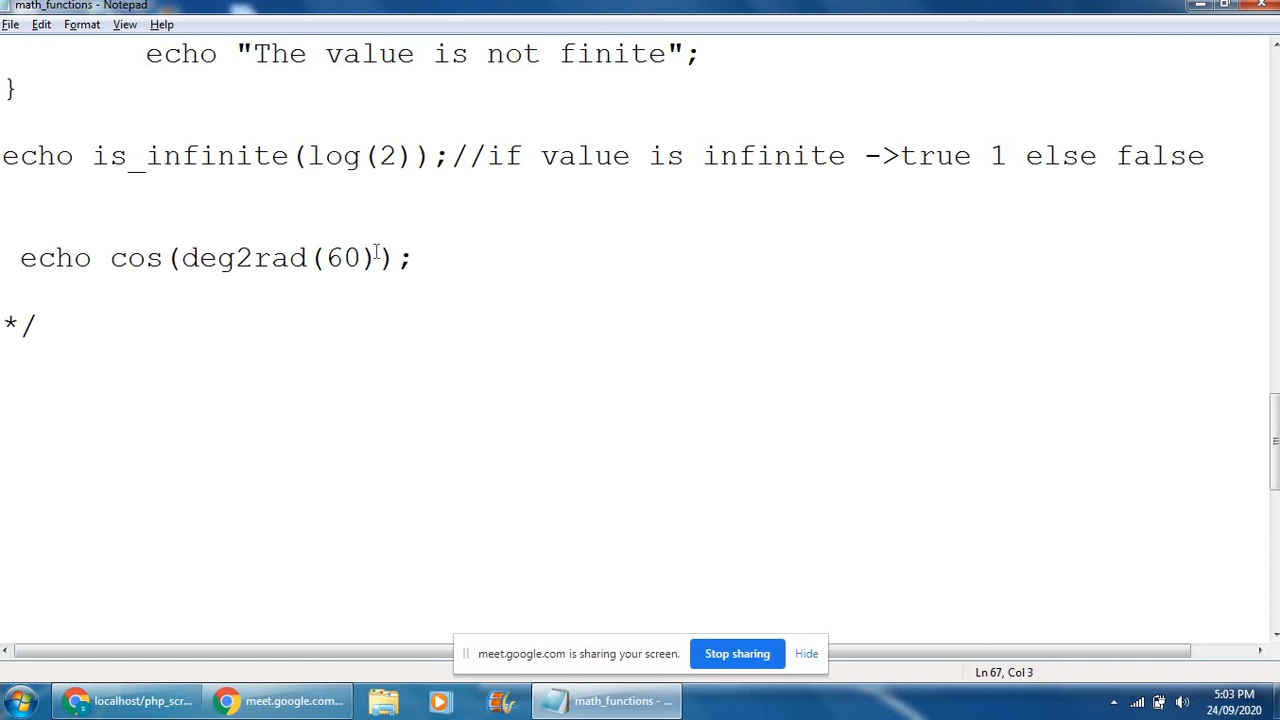 math_functions - Notepad
File Edit Format View Help
echo "The value is not finite";
}
echo is_infinite(log(2));//if value is infinite ->true 1 else false
echo cos(deg2rad(60));
*/
meet.google.com is sharing your screen. Stop sharing Hide
Ln 67, Col 3
localhost/php_scr... meet.google.com... math_functions - ... 5:03 PM
24/09/2020